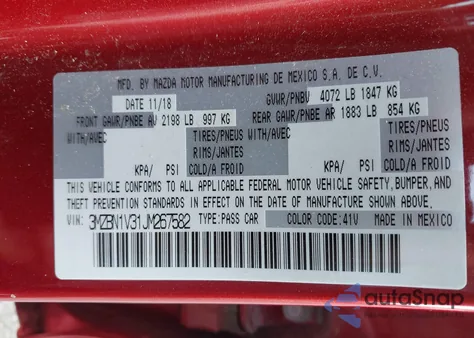 MFD. BY MAZDA MOTOR MANUFACTURING DE MEXICO S.A. DE C.V.
DATE 11/18 GVWR/PNBV 4072 LB 1847 KG
FRONT GAWR/PNBE AV 2198 LB 997 KG REAR GAWR/PNBE AR 1883 LB 854 KG
WITH/AVEC TIRES/PNEUS WITH/AVEC TIRES/PNEUS
RIMS/JANTES RIMS/JANTES
KPA/ PSI COLD/A FROID KPA/ PSI COLD/A FROID
THIS VEHICLE CONFORMS TO ALL APPLICABLE FEDERAL MOTOR VEHICLE SAFETY, BUMPER, AND
THEFT PREVENTION STANDARDS IN EFFECT ON THE DATE OF MANUFACTURE SHOWN ABOVE.
VIN: 3MZBN1V31JM267582 TYPE:PASS CAR COLOR CODE:41V MADE IN MEXICO
autoSnap